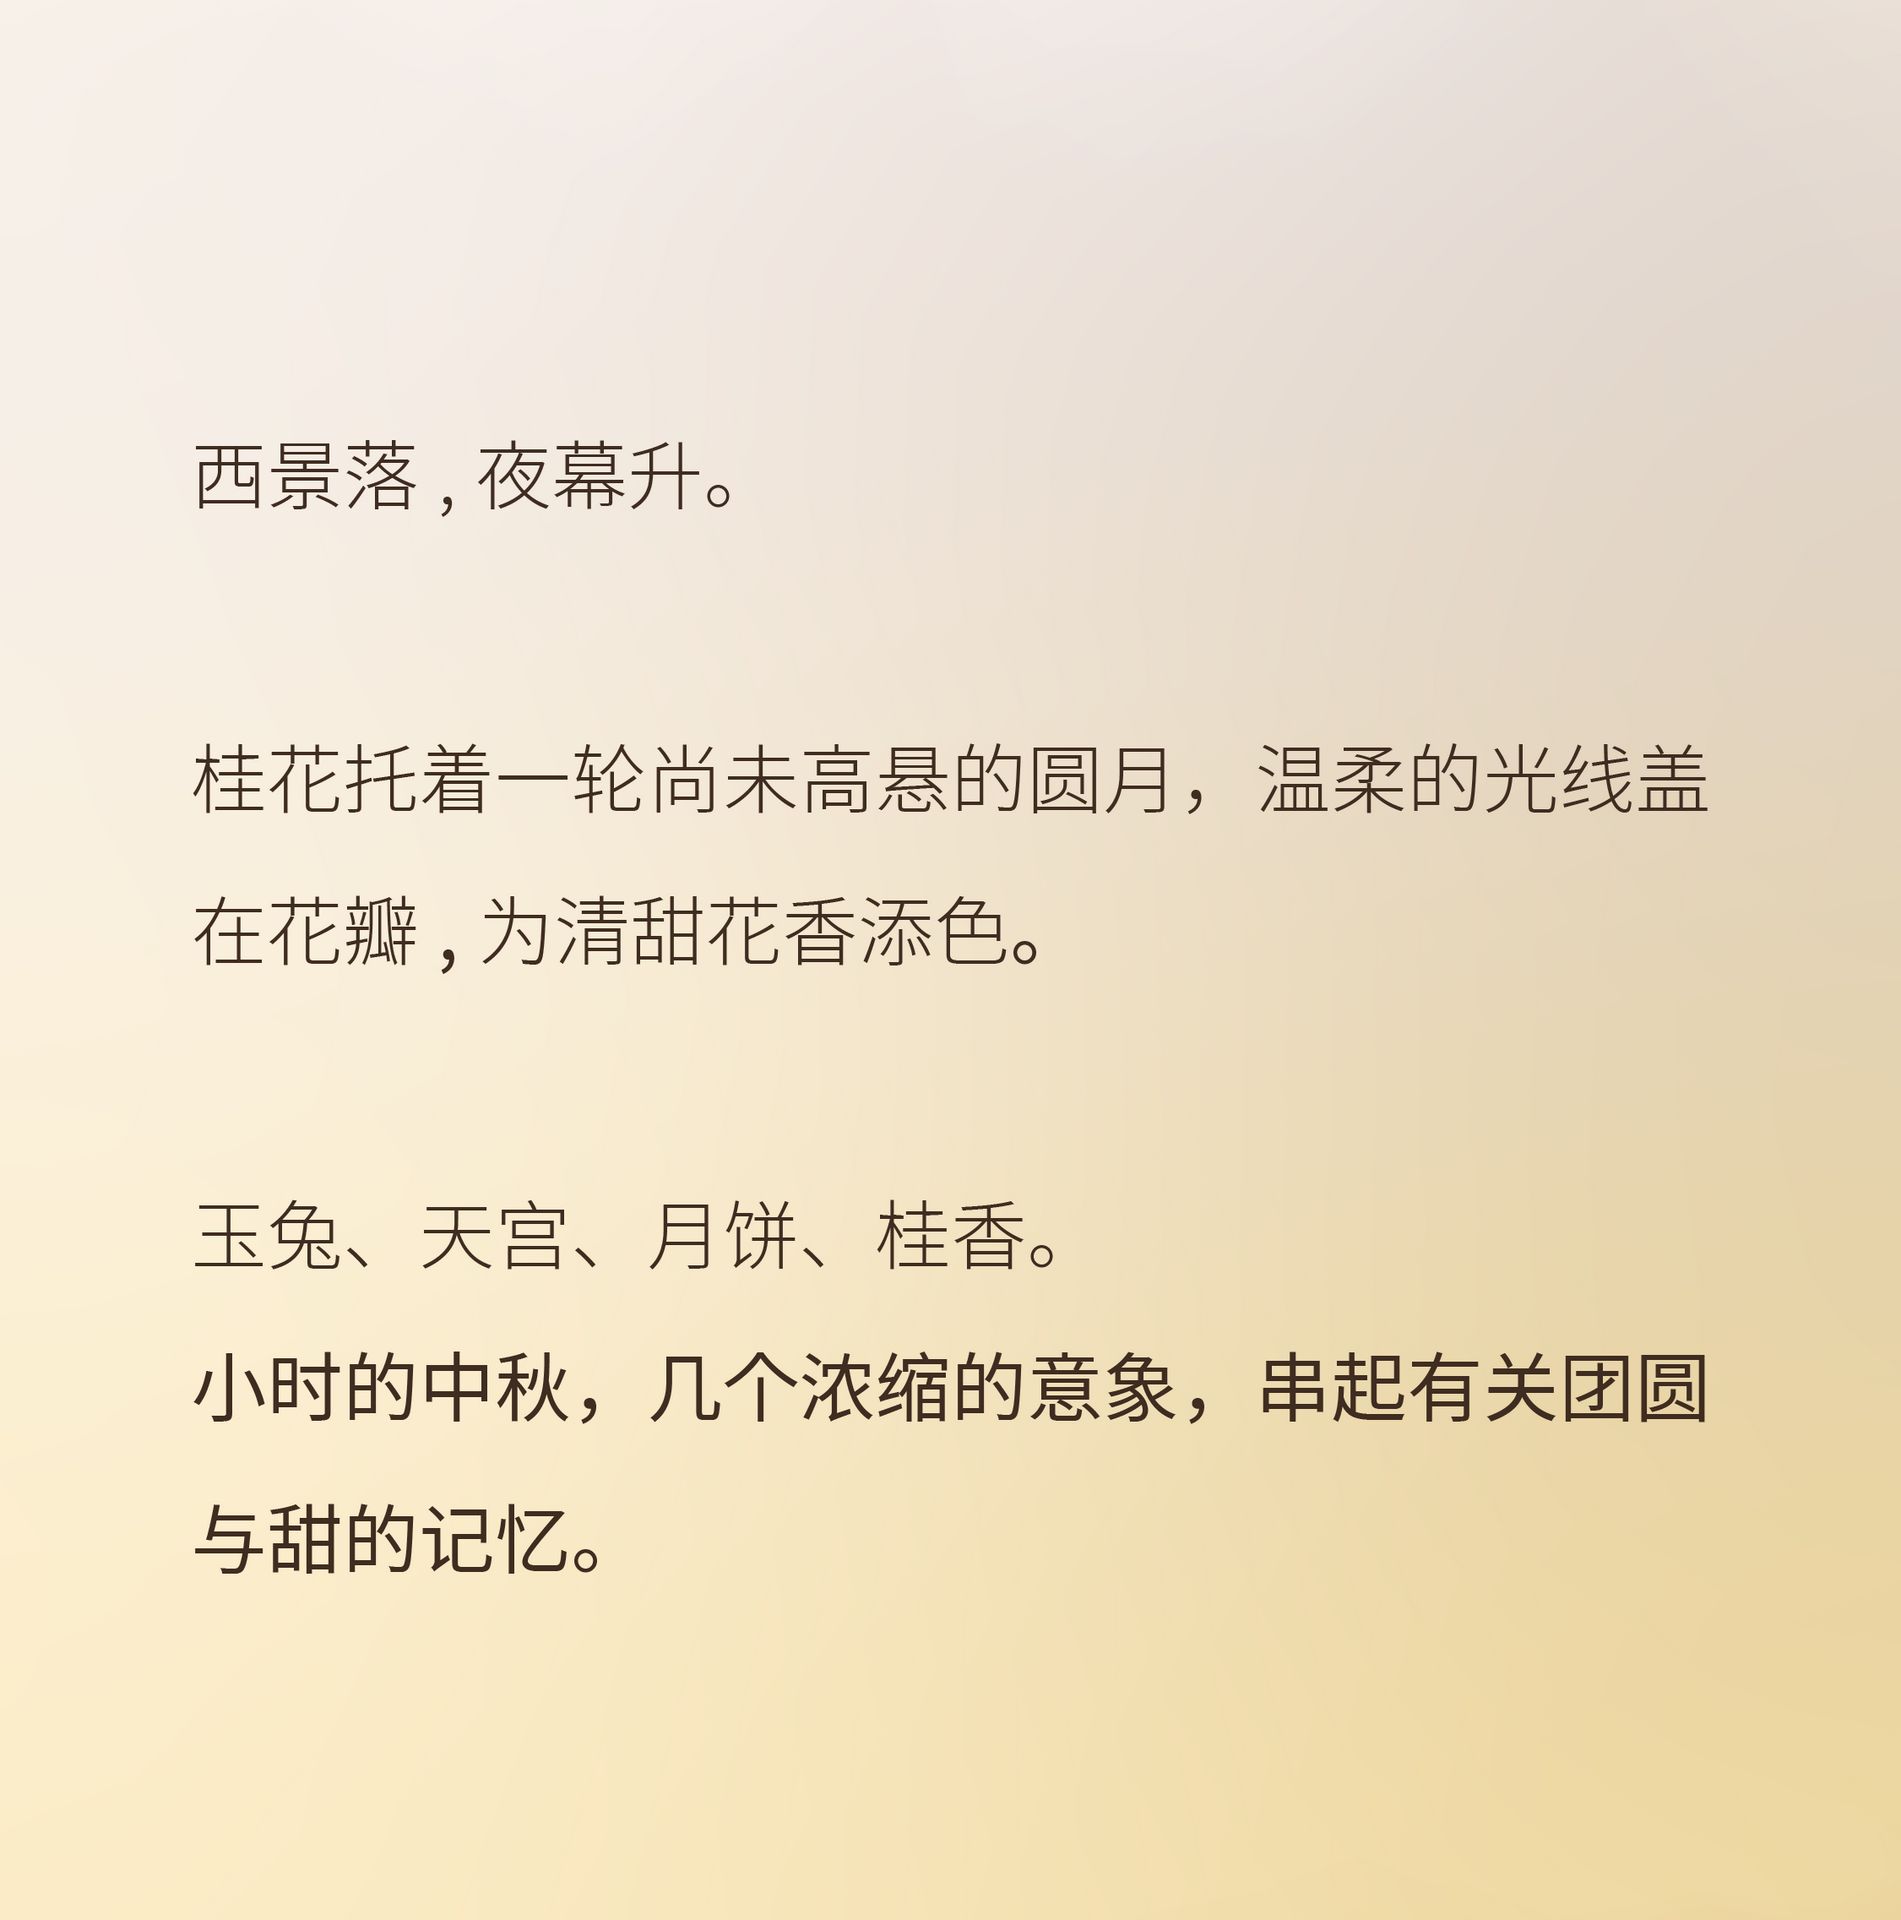 西景落,夜幕升。
桂花托着一轮尚未高悬的圆月，温柔的光线盖
在花瓣,为清甜花香添色。
玉兔、天宫、月饼、桂香。
小时的中秋，几个浓缩的意象，串起有关团圆
与甜的记忆。